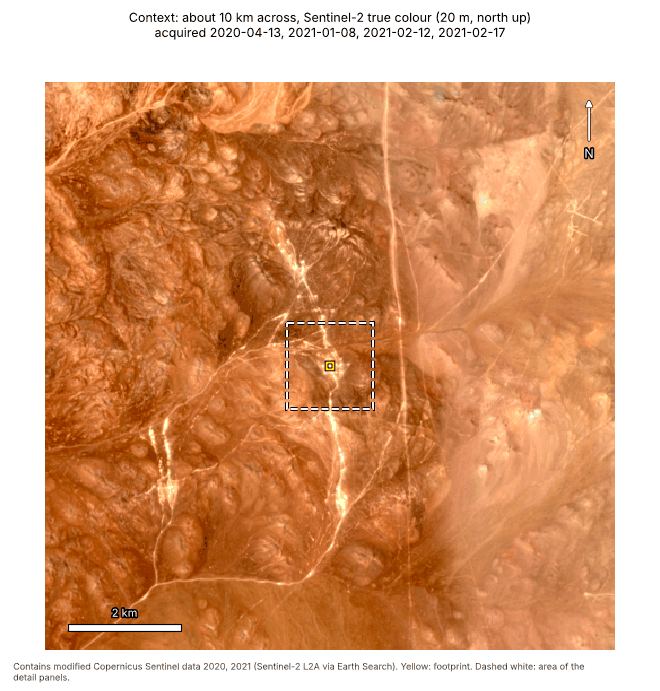 Context: about 10 km across, Sentinel-2 true colour (20 m, north up)
acquired 2020-04-13, 2021-01-08, 2021-02-12, 2021-02-17
N
2 km
Contains modified Copernicus Sentinel data 2020, 2021 (Sentinel-2 L2A via Earth Search). Yellow: footprint. Dashed white: area of the
detail panels.